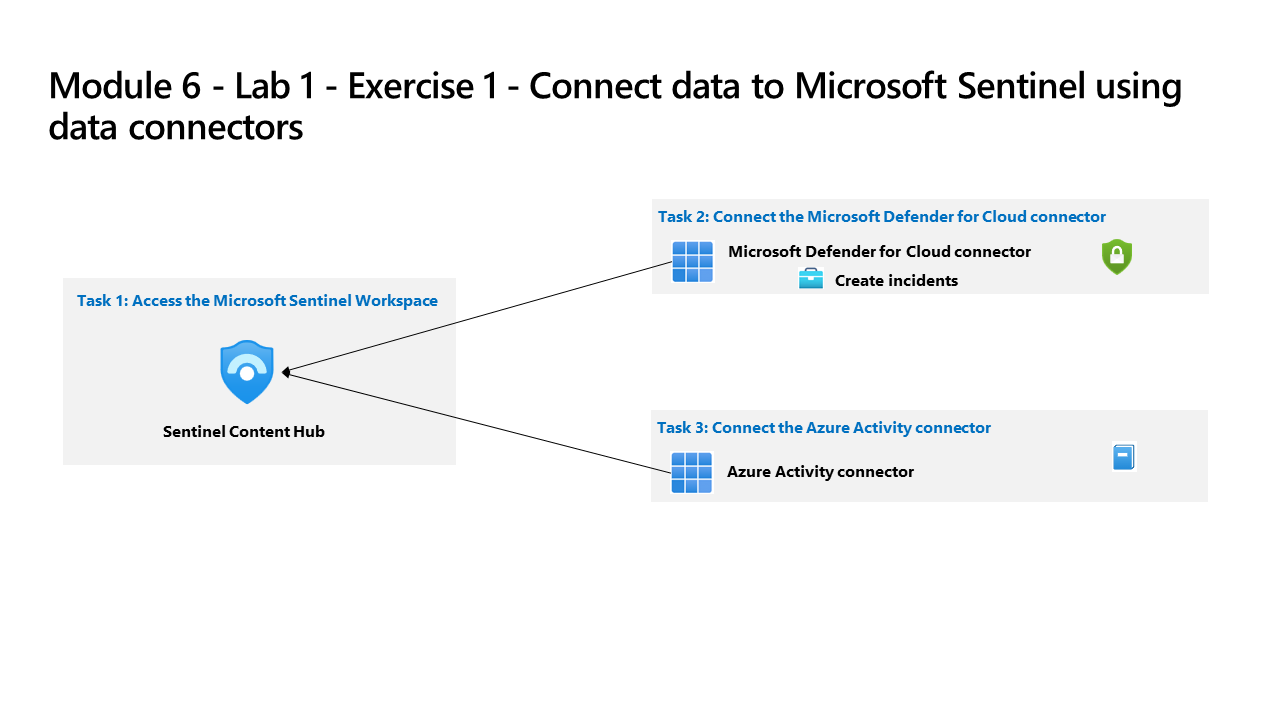 Module 6 - Lab 1 - Exercise 1 - Connect data to Microsoft Sentinel using
data connectors
Task 1: Access the Microsoft Sentinel Workspace
Sentinel Content Hub
Task 2: Connect the Microsoft Defender for Cloud connector
Microsoft Defender for Cloud connector
Create incidents
Task 3: Connect the Azure Activity connector
Azure Activity connector